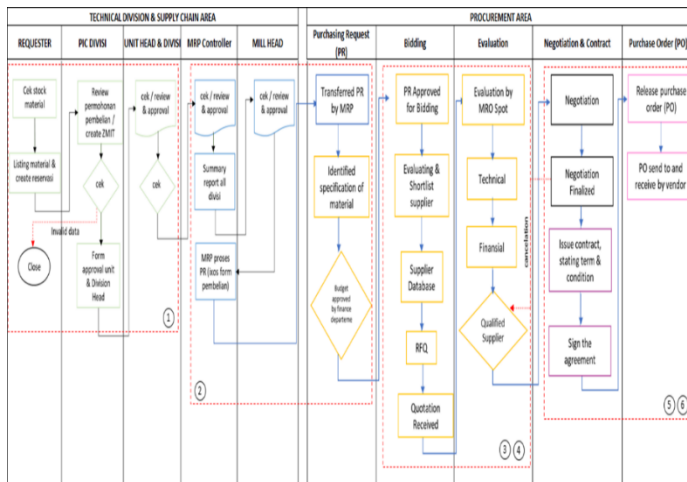 TECHNICAL DIVISION & SUPPLY CHAIN AREA
PROCUREMENT AREA
REQUESTER
PIC DIVISI
UNIT HEAD & DIVISI
MRP Controller
MILL HEAD
Purchasing Request
(PR)
Bidding
Evaluation
Negotiation & Contract
Purchase Order (PO)
Cek stock
material
Listing material &
create reservasi
Invalid data
Close
Review
permohonan
pembelian /
create ZMIT
cek
Form
approval unit
& Division
Head
cek / review
& approval
cek
1
cek / review
& approval
Summary
report all
divisi
MRP proses
PR (ixos form
pembelian)
2
cek / review
& approval
Transferred PR
by MRP
Identified
specification of
material
Budget
approved
by finance
departeme
PR Approved
for Bidding
Evaluating &
Shortlist
supplier
Supplier
Database
RFQ
Quotation
Received
Evaluation by
MRO Spot
Technical
Finansial
Qualified
Supplier
3
4
cancelation
Negotiation
Negotiation
Finalized
Issue contract,
stating term &
condition
Sign the
agreement
Release purchase
order (PO)
PO send to and
receive by vendor
5
6